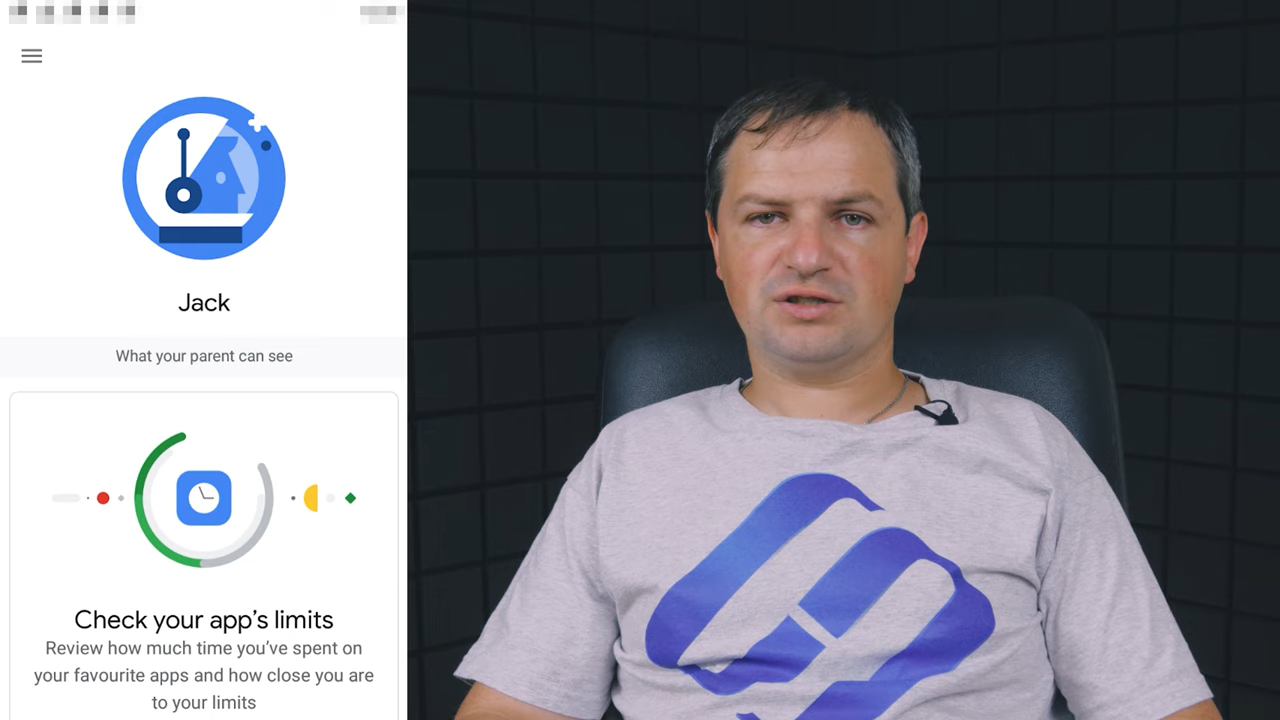 Jack
What your parent can see
Check your app's limits
Review how much time you've spent on
your favourite apps and how close you are
to your limits